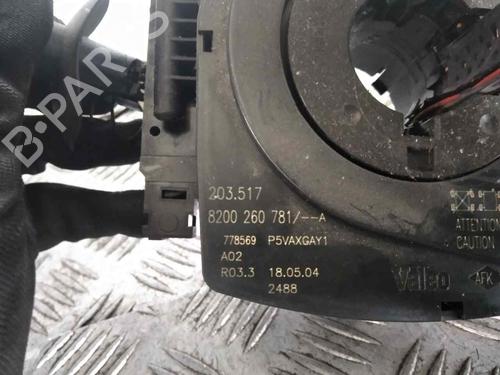 B-PARTS
203.517
8200 260 781/--A
778569 P5VAXGAY1
A02
R03.3 18.05.04
2488
ATTENTION
CAUTION
Valeo
AFK